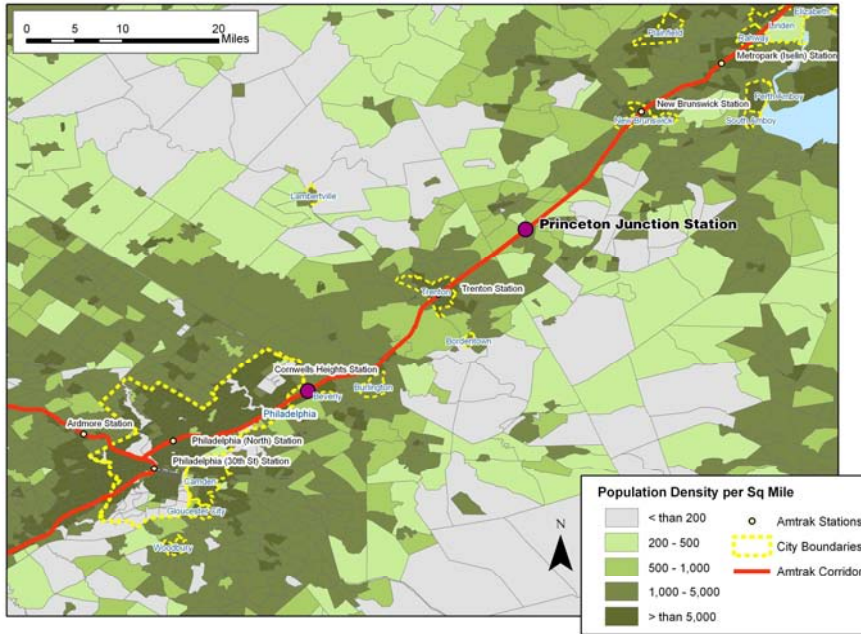 0 5 10 20
Miles
Elizabeth
Linden
Plainfield
Rahway
Metropark (Iselin) Station
Perth Amboy
New Brunswick Station
New Brunswick
South Amboy
Lambertville
Princeton Junction Station
Trenton
Trenton Station
Bordentown
Cornwells Heights Station
Burlington
Beverly
Philadelphia
Ardmore Station
Philadelphia (North) Station
Philadelphia (30th St) Station
Camden
Gloucester City
Woodbury
N
Population Density per Sq Mile
< than 200
200 - 500
500 - 1,000
1,000 - 5,000
> than 5,000
Amtrak Stations
City Boundaries
Amtrak Corridor